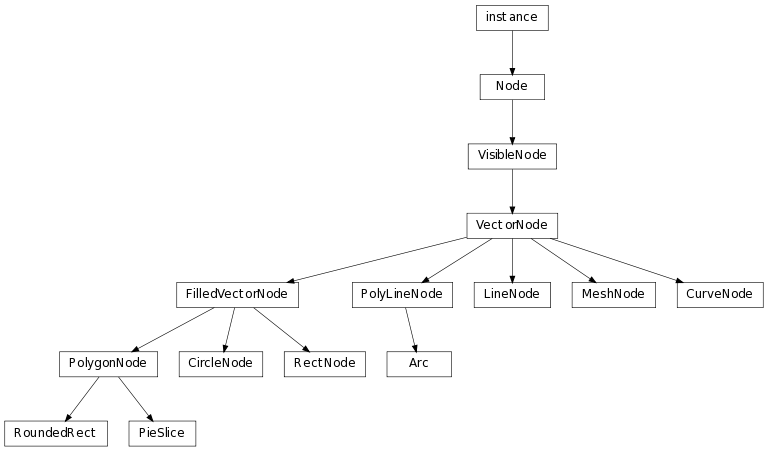 instance
Node
VisibleNode
VectorNode
FilledVectorNode
PolyLineNode
LineNode
MeshNode
CurveNode
PolygonNode
CircleNode
RectNode
Arc
RoundedRect
PieSlice